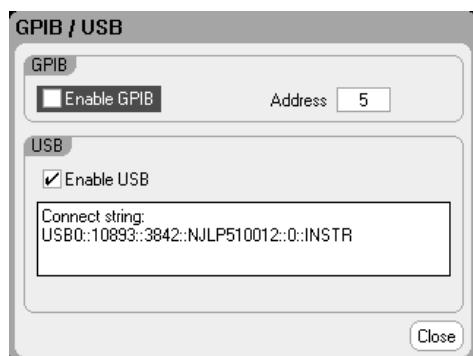 GPIB / USB
GPIB
Enable GPIB Address 5
USB
Enable USB
Connect string:
USB0::10893::3842::NJLP510012::0::INSTR
Close